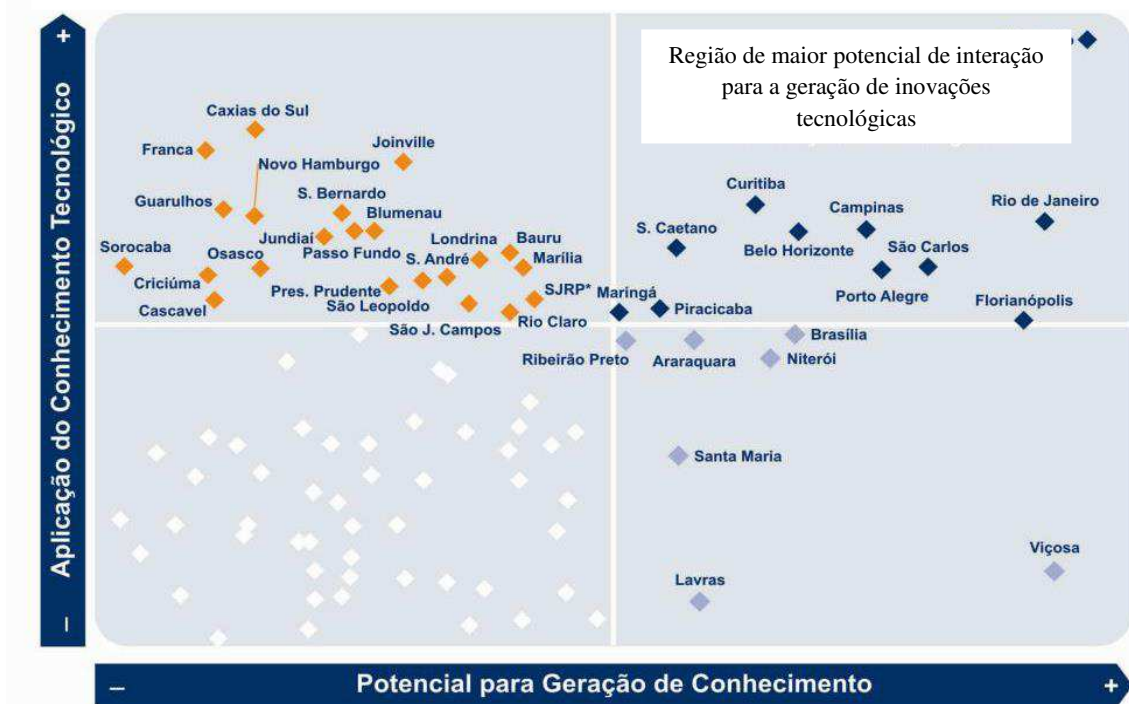 Aplicação do Conhecimento Tecnológico
+
–
Região de maior potencial de interação
para a geração de inovações
tecnológicas
Caxias do Sul
Franca
Joinville
Novo Hamburgo
Curitiba
S. Bernardo
Guarulhos
Blumenau
Campinas
Rio de Janeiro
S. Caetano
Jundiaí
Londrina
Bauru
Sorocaba
Osasco
Passo Fundo
S. André
Marília
Belo Horizonte
São Carlos
Criciúma
Pres. Prudente
SJRP*
Maringá
Porto Alegre
Florianópolis
Cascavel
São Leopoldo
Piracicaba
São J. Campos
Rio Claro
Brasília
Ribeirão Preto
Araraquara
Niterói
Santa Maria
Viçosa
Lavras
–
Potencial para Geração de Conhecimento
+